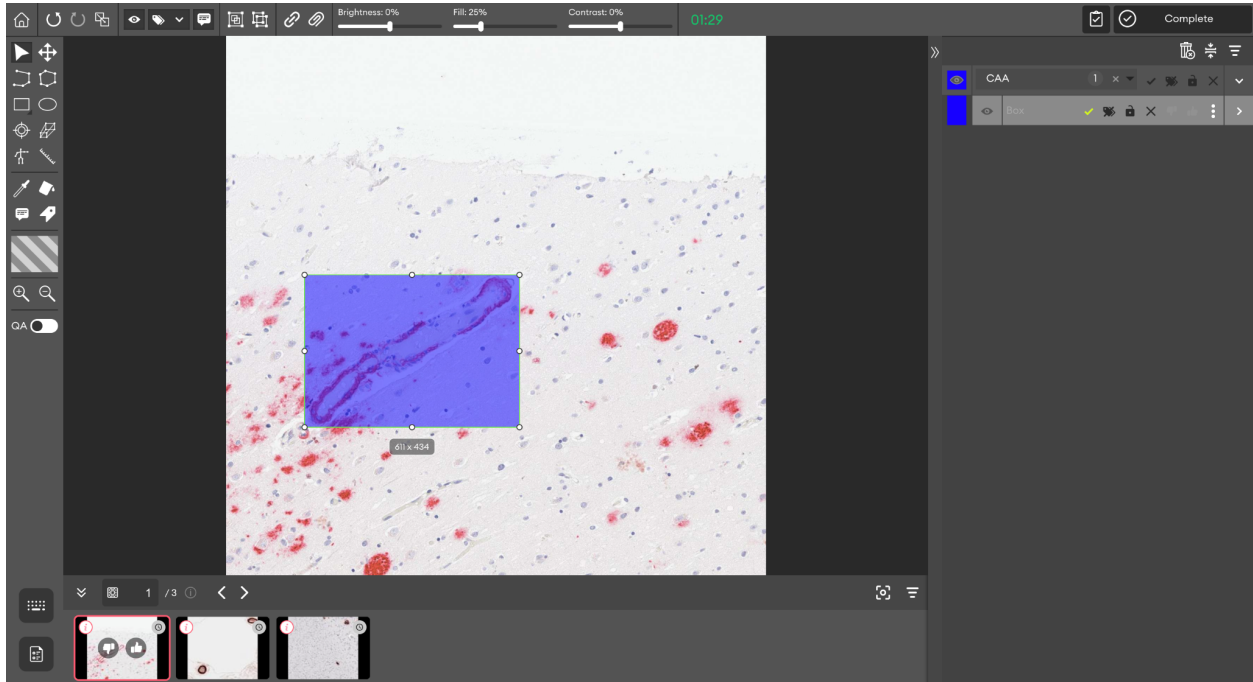 Brightness: 0%
Fill: 25%
Contrast: 0%
01:29
Complete
CAA
1
Box
QA
611 x 434
1 /3